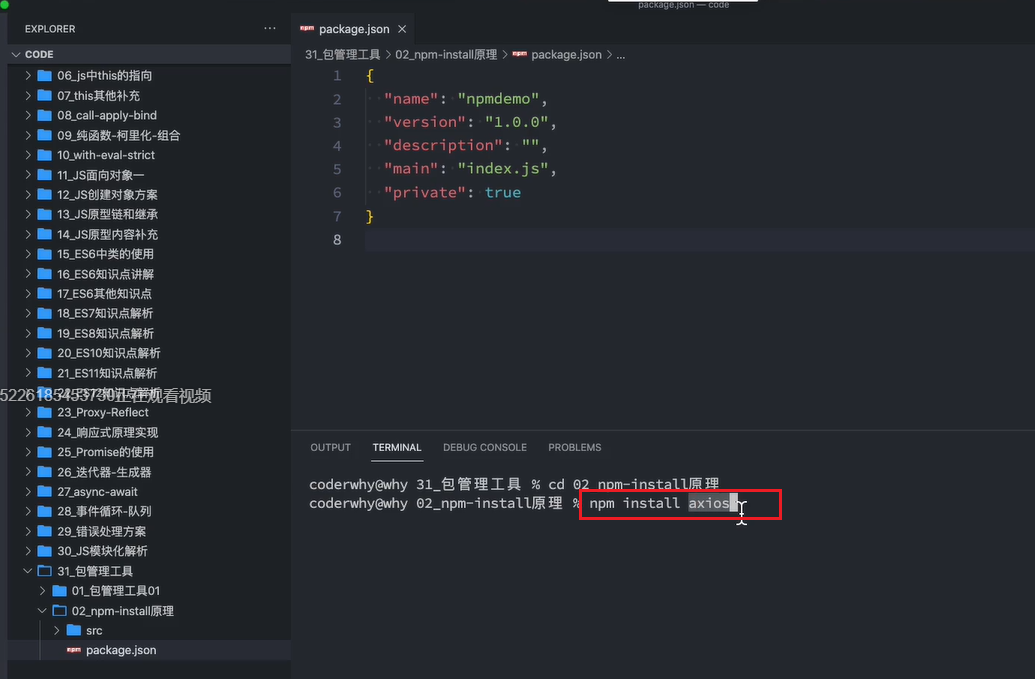 package.json — code
EXPLORER
···
CODE
06_js中this的指向
07_this其他补充
08_call-apply-bind
09_纯函数-柯里化-组合
10_with-eval-strict
11_JS面向对象一
12_JS创建对象方案
13_JS原型链和继承
14_JS原型内容补充
15_ES6中类的使用
16_ES6知识点讲解
17_ES6其他知识点
18_ES7知识点解析
19_ES8知识点解析
20_ES10知识点解析
21_ES11知识点解析
22_ES12知识点解析
正在观看视频
23_Proxy-Reflect
24_响应式原理实现
25_Promise的使用
26_迭代器-生成器
27_async-await
28_事件循环-队列
29_错误处理方案
30_JS模块化解析
31_包管理工具
01_包管理工具01
02_npm-install原理
src
npm package.json
npm package.json
31_包管理工具 > 02_npm-install原理 > npm package.json > ...
1 {
2 "name": "npmdemo",
3 "version": "1.0.0",
4 "description": "",
5 "main": "index.js",
6 "private": true
7 }
8
OUTPUT TERMINAL DEBUG CONSOLE PROBLEMS
coderwhy@why 31_包管理工具 % cd 02_npm-install原理
coderwhy@why 02_npm-install原理 % npm install axios